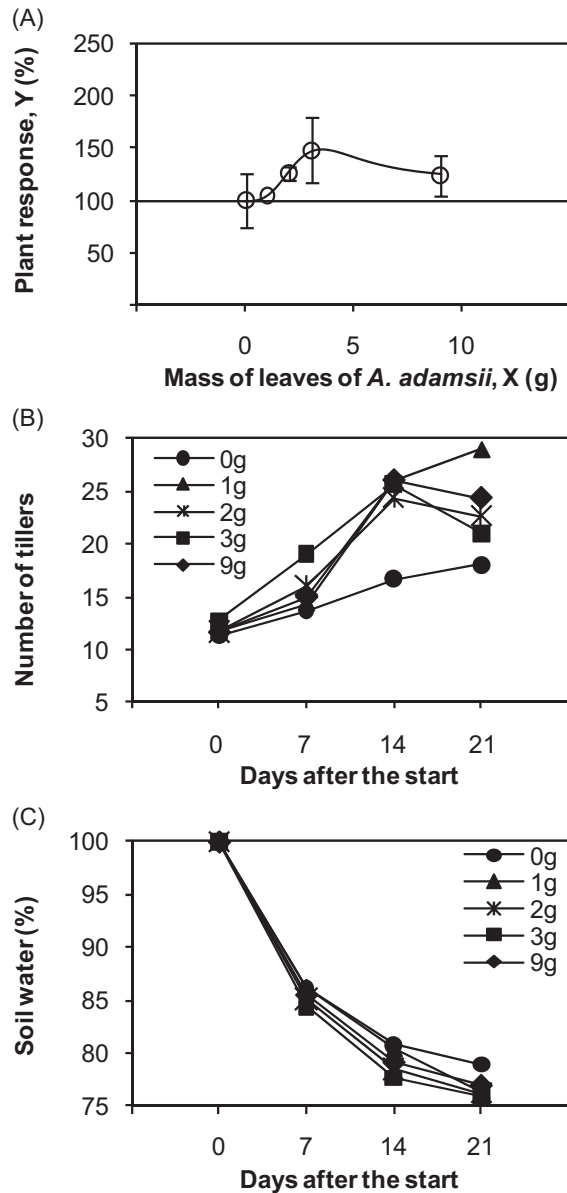 (A)
Plant response, Y (%)
250
200
150
100
50
0
5
10
Mass of leaves of A. adamsii, X (g)
(B)
Number of tillers
30
25
20
15
10
5
0g
1g
2g
3g
9g
0
7
14
21
Days after the start
(C)
Soil water (%)
100
95
90
85
80
75
0g
1g
2g
3g
9g
0
7
14
21
Days after the start